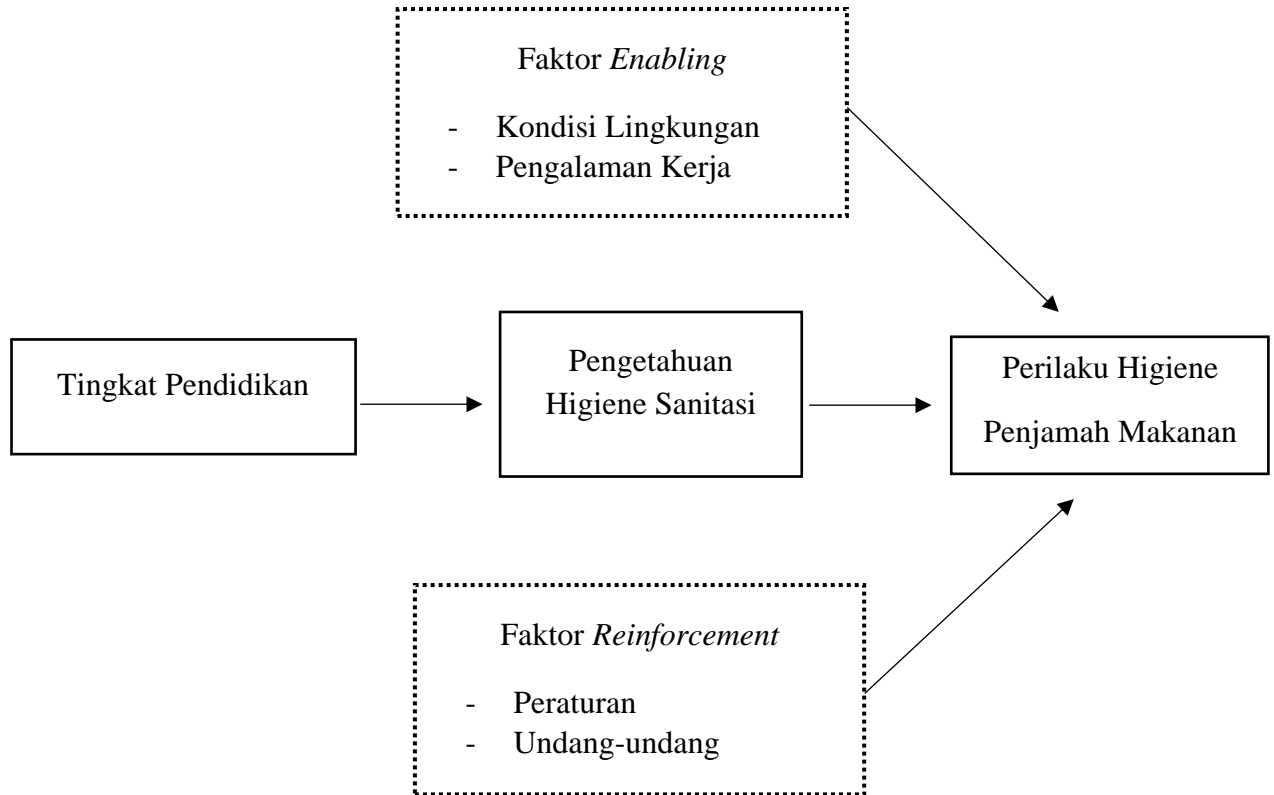 Faktor Enabling
- Kondisi Lingkungan
- Pengalaman Kerja
Tingkat Pendidikan
Pengetahuan
Higiene Sanitasi
Perilaku Higiene
Penjamah Makanan
Faktor Reinforcement
- Peraturan
- Undang-undang